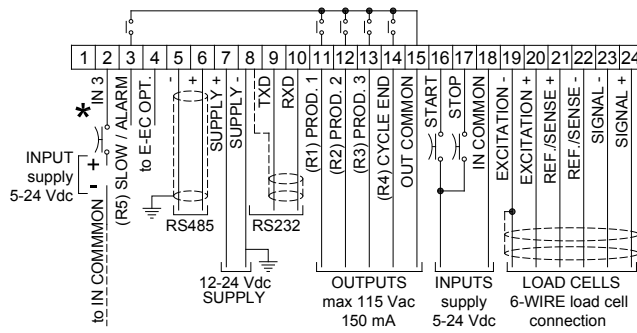 1 2 3 4 5 6 7 8 9 10 11 12 13 14 15 16 17 18 19 20 21 22 23 24
*
IN 3
(R5) SLOW / ALARM
to E-EC OPT.
-
+
SUPPLY +
SUPPLY -
TXD
RXD
(R1) PROD. 1
(R2) PROD. 2
(R3) PROD. 3
(R4) CYCLE END
OUT COMMON
START
STOP
IN COMMON
EXCITATION -
EXCITATION +
REF./SENSE +
REF./SENSE -
SIGNAL -
SIGNAL +
INPUT
supply
5-24 Vdc
+
-
to IN COMMMON
RS485
RS232
12-24 Vdc
SUPPLY
OUTPUTS
max 115 Vac
150 mA
INPUTS
supply
5-24 Vdc
LOAD CELLS
6-WIRE load cell
connection